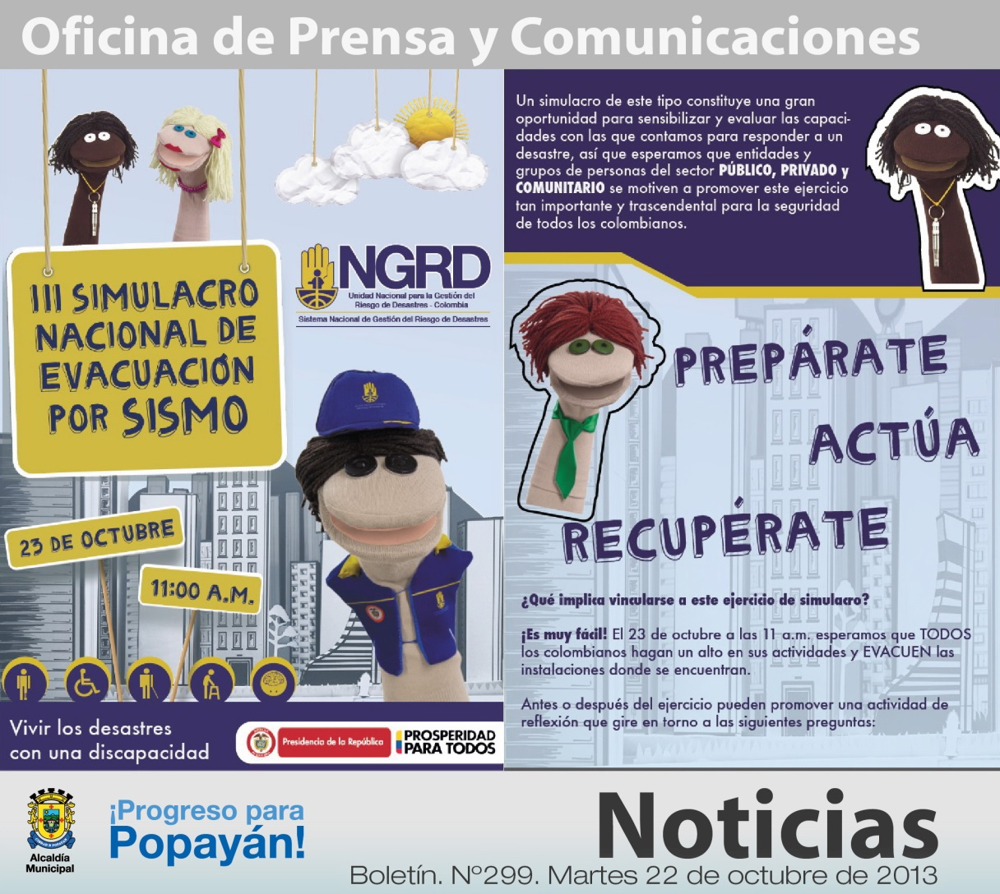 Oficina de Prensa y Comunicaciones
III SIMULACRO
NACIONAL DE
EVACUACIÓN
POR SISMO
NGRD
Unidad Nacional para la Gestión del
Riesgo de Desastres - Colombia
Sistema Nacional de Gestión del Riesgo de Desastres
23 DE OCTUBRE
11:00 A.M.
Vivir los desastres
con una discapacidad
Presidencia de la República
PROSPERIDAD
PARA TODOS
Un simulacro de este tipo constituye una gran
oportunidad para sensibilizar y evaluar las capaci-
dades con las que contamos para responder a un
desastre, así que esperamos que entidades y
grupos de personas del sector PÚBLICO, PRIVADO y
COMUNITARIO se motiven a promover este ejercicio
tan importante y trascendental para la seguridad
de todos los colombianos.
PREPÁRATE
ACTÚA
RECUPÉRATE
¿Qué implica vincularse a este ejercicio de simulacro?
¡Es muy fácil! El 23 de octubre a las 11 a.m. esperamos que TODOS
los colombianos hagan un alto en sus actividades y EVACUEN las
instalaciones donde se encuentran.
Antes o después del ejercicio pueden promover una actividad de
reflexión que gire en torno a las siguientes preguntas:
Alcaldía
Municipal
¡Progreso para
Popayán!
Noticias
Boletín. Nº299. Martes 22 de octubre de 2013